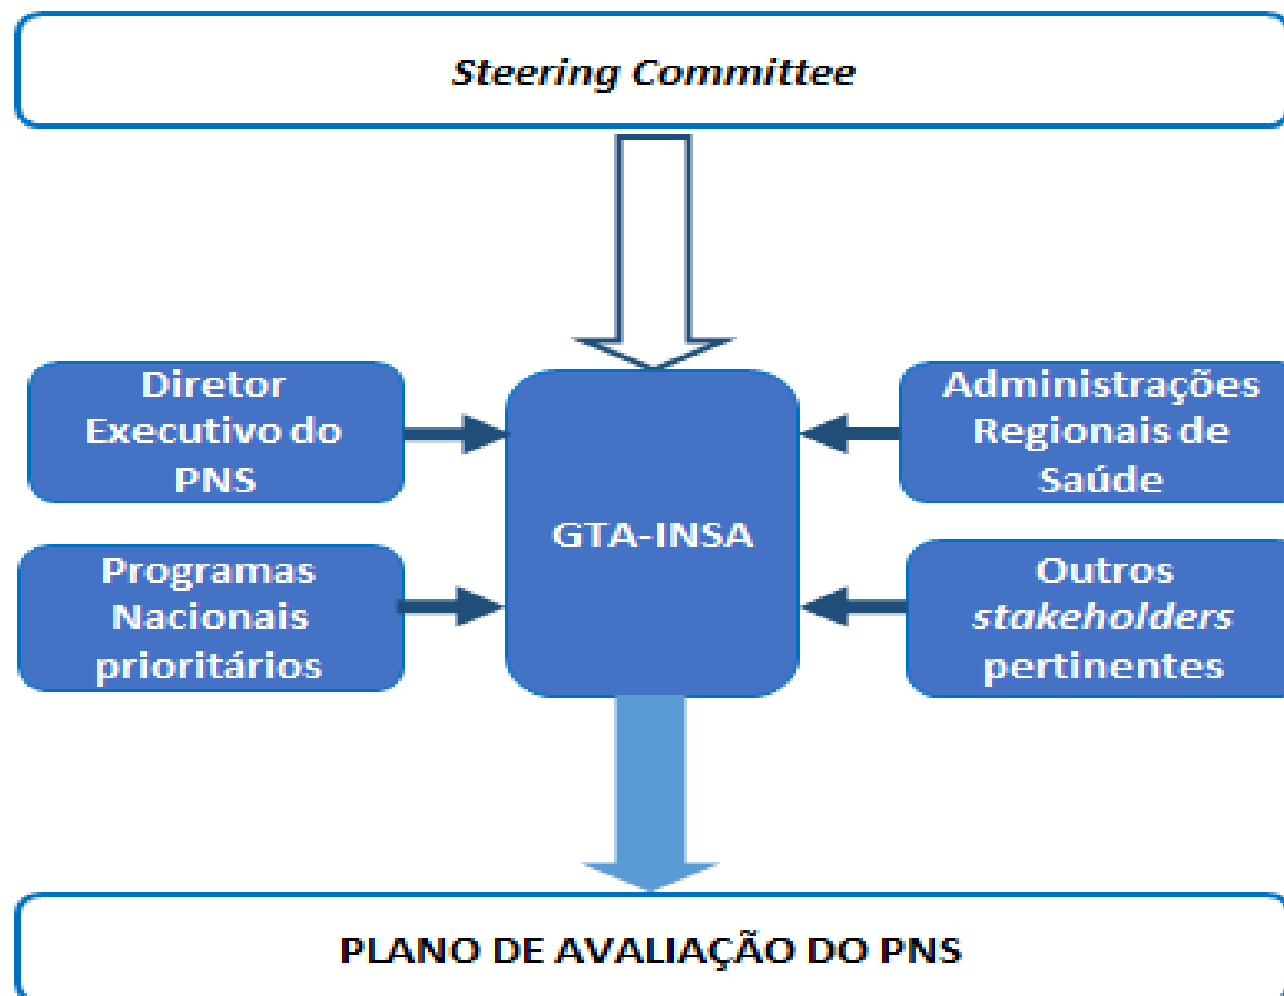 Steering Committee
Diretor
Executivo do
PNS
Administrações
Regionais de
Saúde
GTA-INSA
Programas
Nacionais
prioritários
Outros
stakeholders
pertinentes
PLANO DE AVALIAÇÃO DO PNS